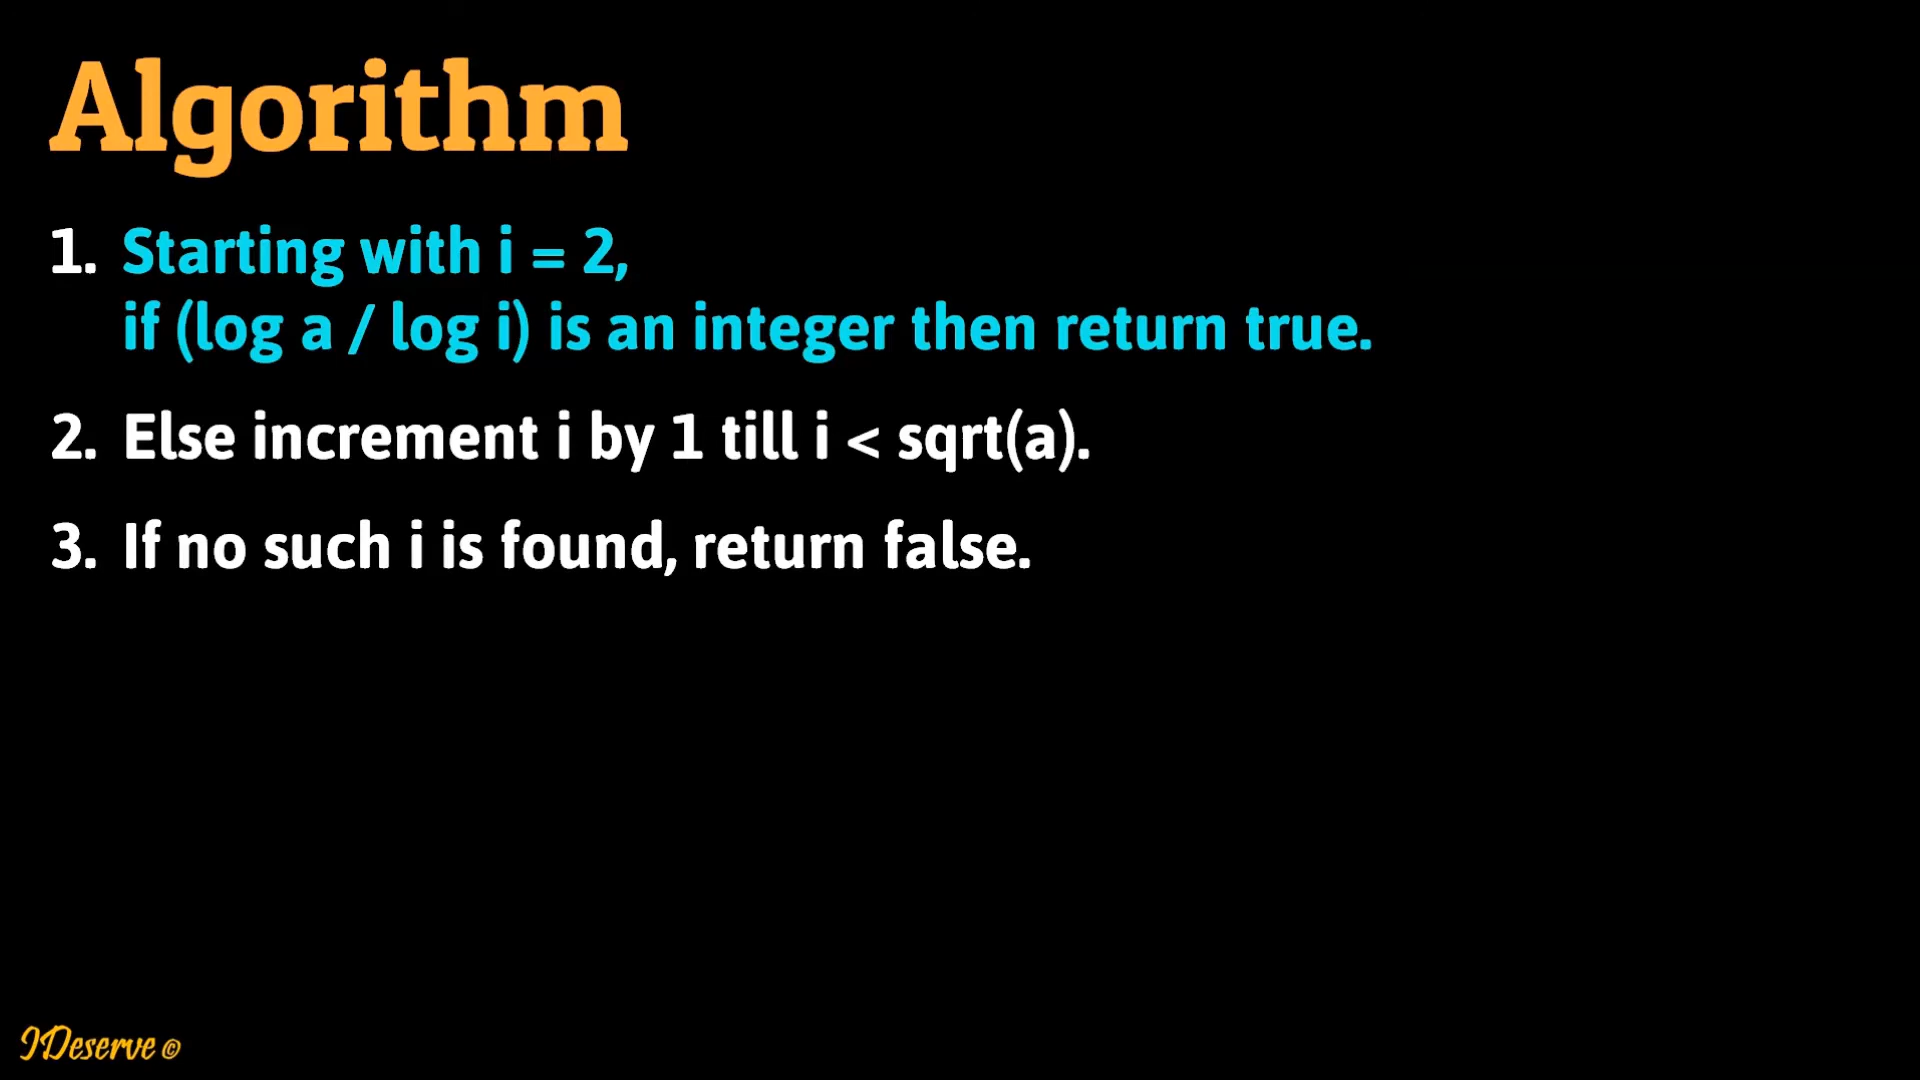 Algorithm
1. Starting with i = 2,
if (log a / log i) is an integer then return true.
2. Else increment i by 1 till i < sqrt(a).
3. If no such i is found, return false.
IDeserve ©